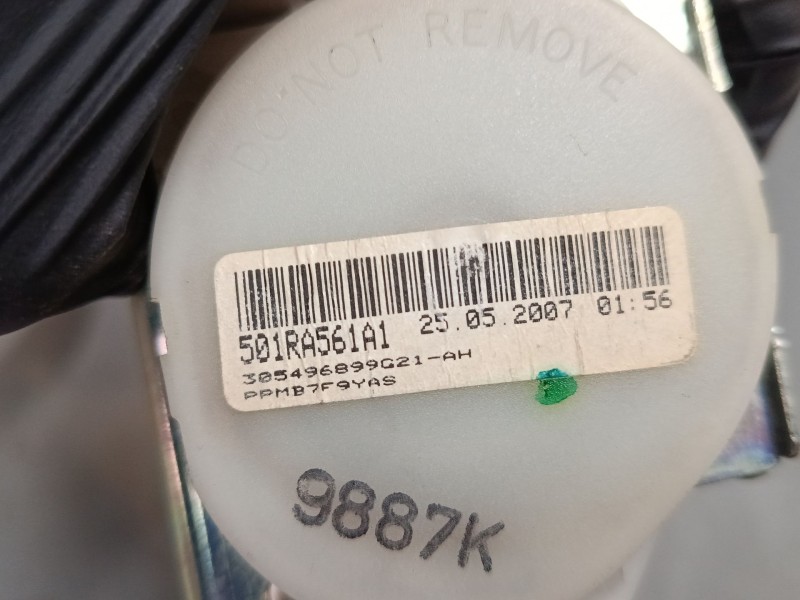 DO NOT REMOVE
501RA561A1 25.05.2007 01:56
305496899G21-AH
PPMB7F9YAS
9887K